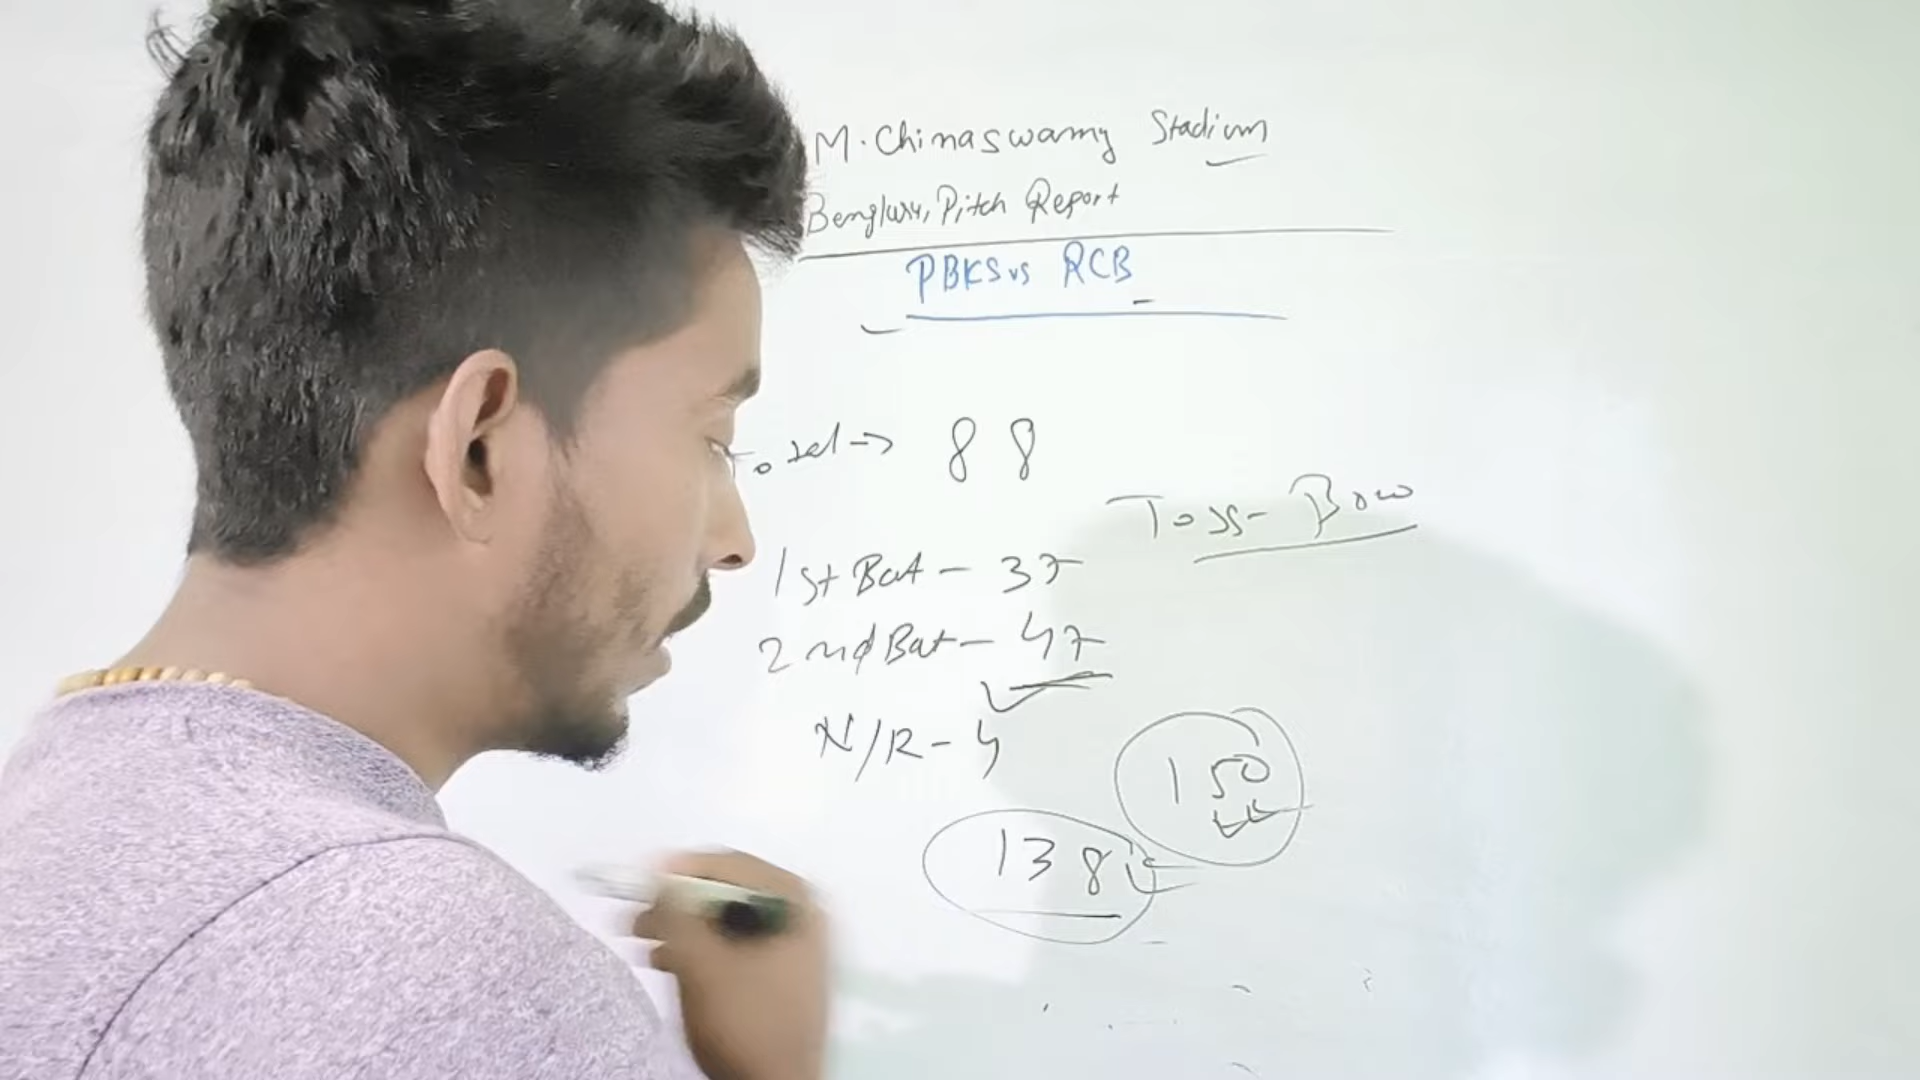 M. Chinaswamy Stadium
Bengluru, Pitch Report
PBKS vs RCB
Total → 88
Toss - Bow
1st Bat - 37
2nd Bat - 47
N/R - 4
150
138